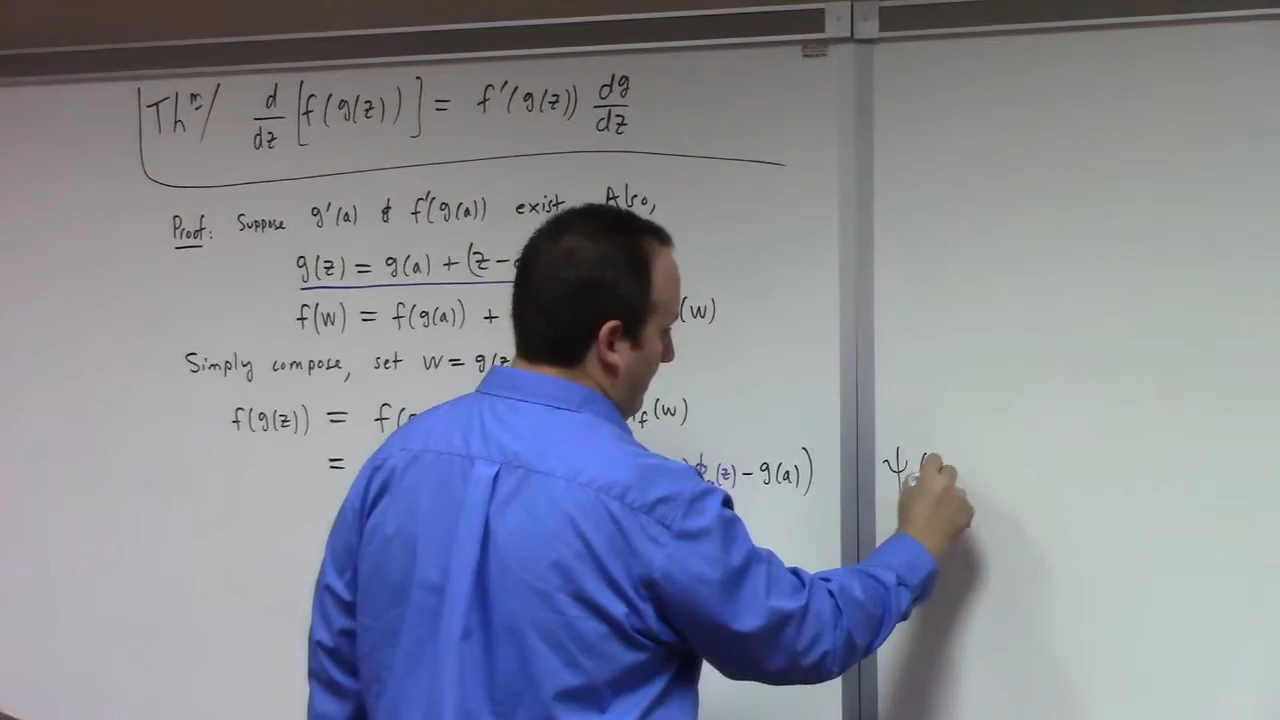 Thᵐ/ d/dz [f(g(z))] = f'(g(z)) dg/dz
Proof: Suppose g'(a) & f'(g(a)) exist. Also,
g(z) = g(a) + (z −
f(w) = f(g(a)) + (w)
Simply compose, set w = g(z
f(g(z)) = f(g f(w)
= (z) − g(a)) ψ (